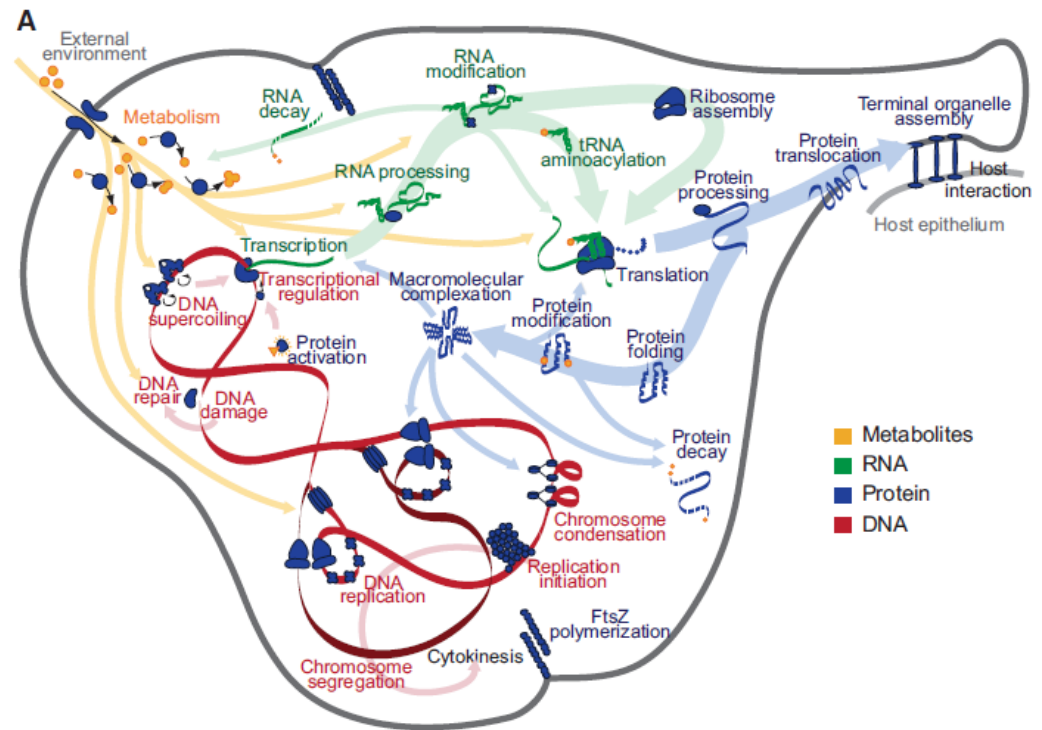 A
External
environment
Metabolism
RNA
decay
RNA
modification
Ribosome
assembly
Terminal organelle
assembly
tRNA
aminoacylation
Protein
translocation
RNA processing
Protein
processing
Host
interaction
Host epithelium
Transcription
Transcriptional
regulation
Macromolecular
complexation
Translation
DNA
supercoiling
Protein
modification
Protein
activation
Protein
folding
DNA
repair
DNA
damage
Protein
decay
Metabolites
RNA
Protein
DNA
Chromosome
condensation
Replication
initiation
DNA
replication
FtsZ
polymerization
Cytokinesis
Chromosome
segregation